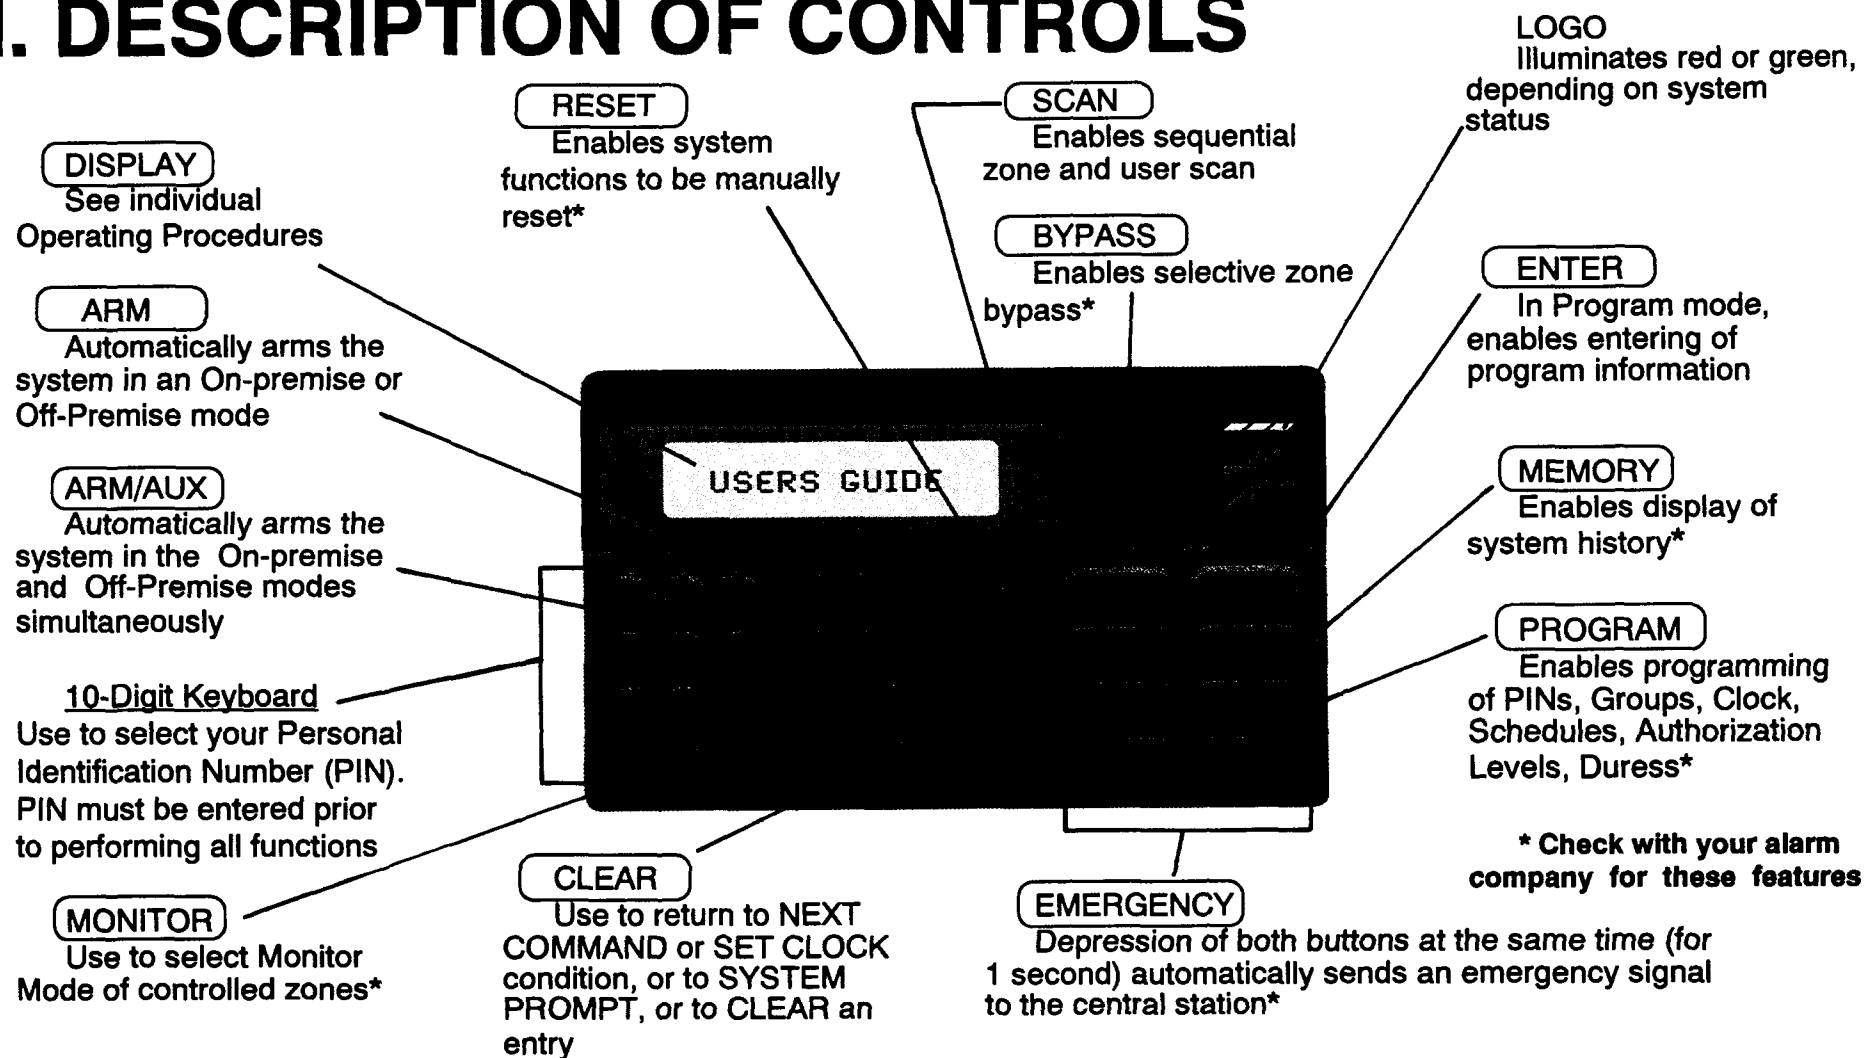 I. DESCRIPTION OF CONTROLS
LOGO
Illuminates red or green,
depending on system
status
RESET
Enables system
functions to be manually
reset*
SCAN
Enables sequential
zone and user scan
DISPLAY
See individual
Operating Procedures
BYPASS
Enables selective zone
bypass*
ENTER
In Program mode,
enables entering of
program information
ARM
Automatically arms the
system in an On-premise or
Off-Premise mode
USERS GUIDE
MEMORY
Enables display of
system history*
ARM/AUX
Automatically arms the
system in the On-premise
and Off-Premise modes
simultaneously
PROGRAM
Enables programming
of PINs, Groups, Clock,
Schedules, Authorization
Levels, Duress*
10-Digit Keyboard
Use to select your Personal
Identification Number (PIN).
PIN must be entered prior
to performing all functions
* Check with your alarm
company for these features
MONITOR
Use to select Monitor
Mode of controlled zones*
CLEAR
Use to return to NEXT
COMMAND or SET CLOCK
condition, or to SYSTEM
PROMPT, or to CLEAR an
entry
EMERGENCY
Depression of both buttons at the same time (for
1 second) automatically sends an emergency signal
to the central station*